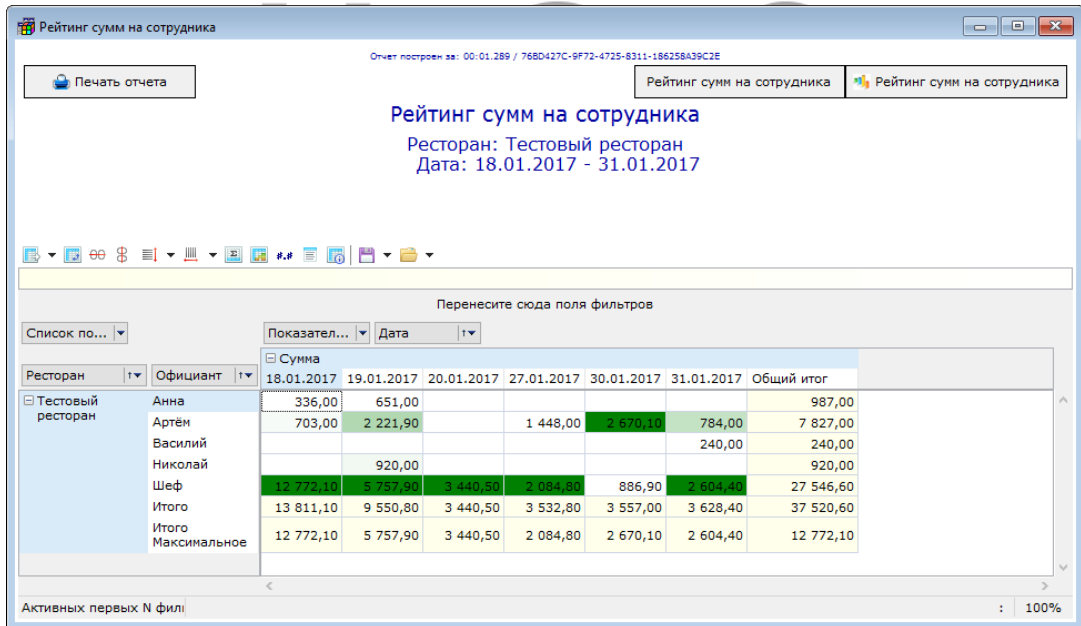 Рейтинг сумм на сотрудника
Отчет построен за: 00:01.289 / 76BD427C-9F72-4725-8311-186258A39C2E
Печать отчета
Рейтинг сумм на сотрудника
Рейтинг сумм на сотрудника
Рейтинг сумм на сотрудника
Ресторан: Тестовый ресторан
Дата: 18.01.2017 - 31.01.2017
Перенесите сюда поля фильтров
Список по...
Показател... Дата
Сумма
Ресторан Официант 18.01.2017 19.01.2017 20.01.2017 27.01.2017 30.01.2017 31.01.2017 Общий итог
Тестовый ресторан Анна 336,00 651,00 987,00
Артём 703,00 2 221,90 1 448,00 2 670,10 784,00 7 827,00
Василий 240,00 240,00
Николай 920,00 920,00
Шеф 12 772,10 5 757,90 3 440,50 2 084,80 886,90 2 604,40 27 546,60
Итого 13 811,10 9 550,80 3 440,50 3 532,80 3 557,00 3 628,40 37 520,60
Итого Максимальное 12 772,10 5 757,90 3 440,50 2 084,80 2 670,10 2 604,40 12 772,10
Активных первых N фил
: 100%